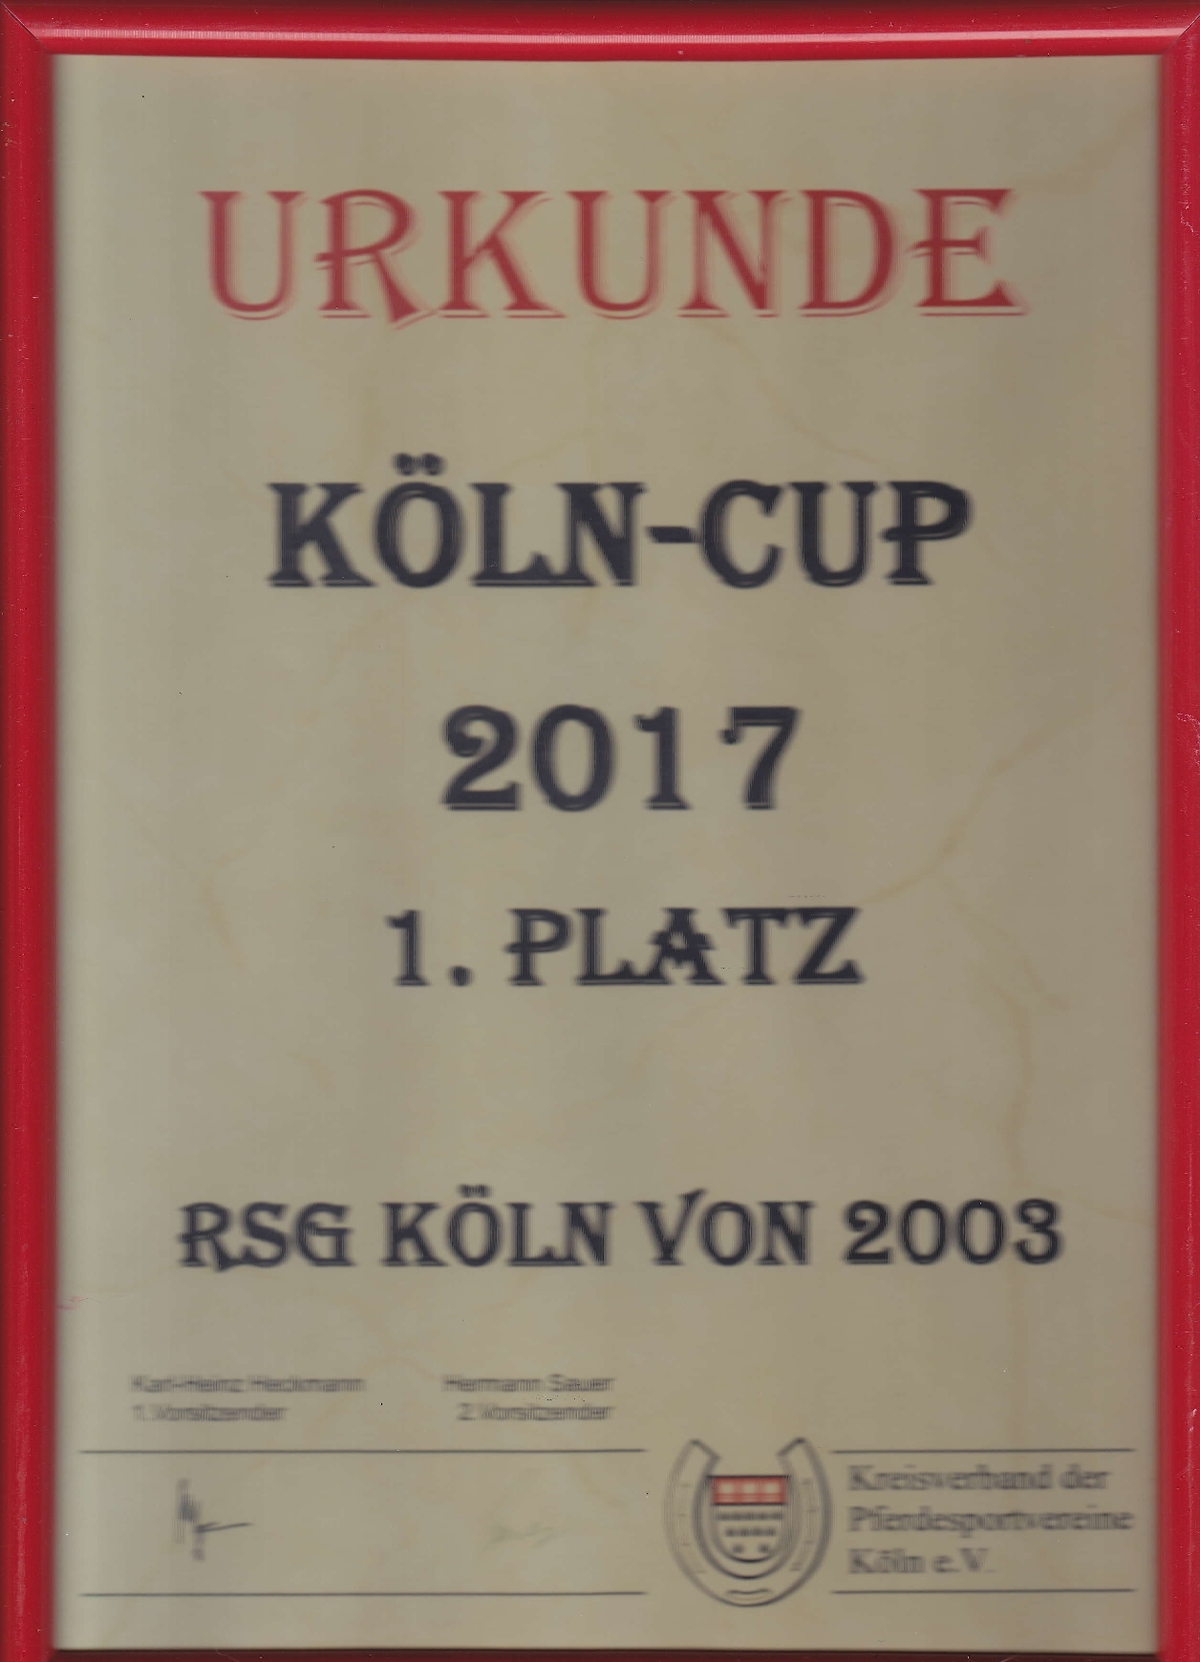 URKUNDE
KÖLN-CUP
2017
1. PLATZ
RSG KÖLN VON 2003
Karl-Heinz Heckmann
1. Vorsitzender
Hermann Sauer
2. Vorsitzender
Kreisverband der
Pferdesportvereine
Köln e.V.